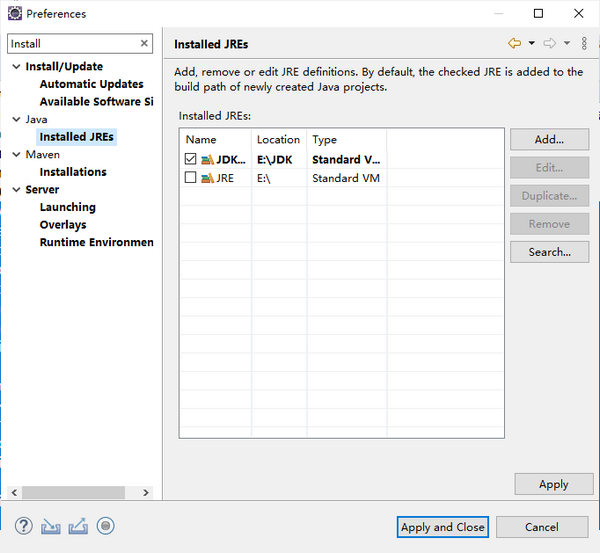 Preferences
Install
Installed JREs
Install/Update
Automatic Updates
Available Software Si
Java
Installed JREs
Maven
Installations
Server
Launching
Overlays
Runtime Environmen
Add, remove or edit JRE definitions. By default, the checked JRE is added to the
build path of newly created Java projects.
Installed JREs:
Name Location Type
JDK... E:\JDK Standard V...
JRE E:\ Standard VM
Add...
Edit...
Duplicate...
Remove
Search...
Apply
Apply and Close Cancel